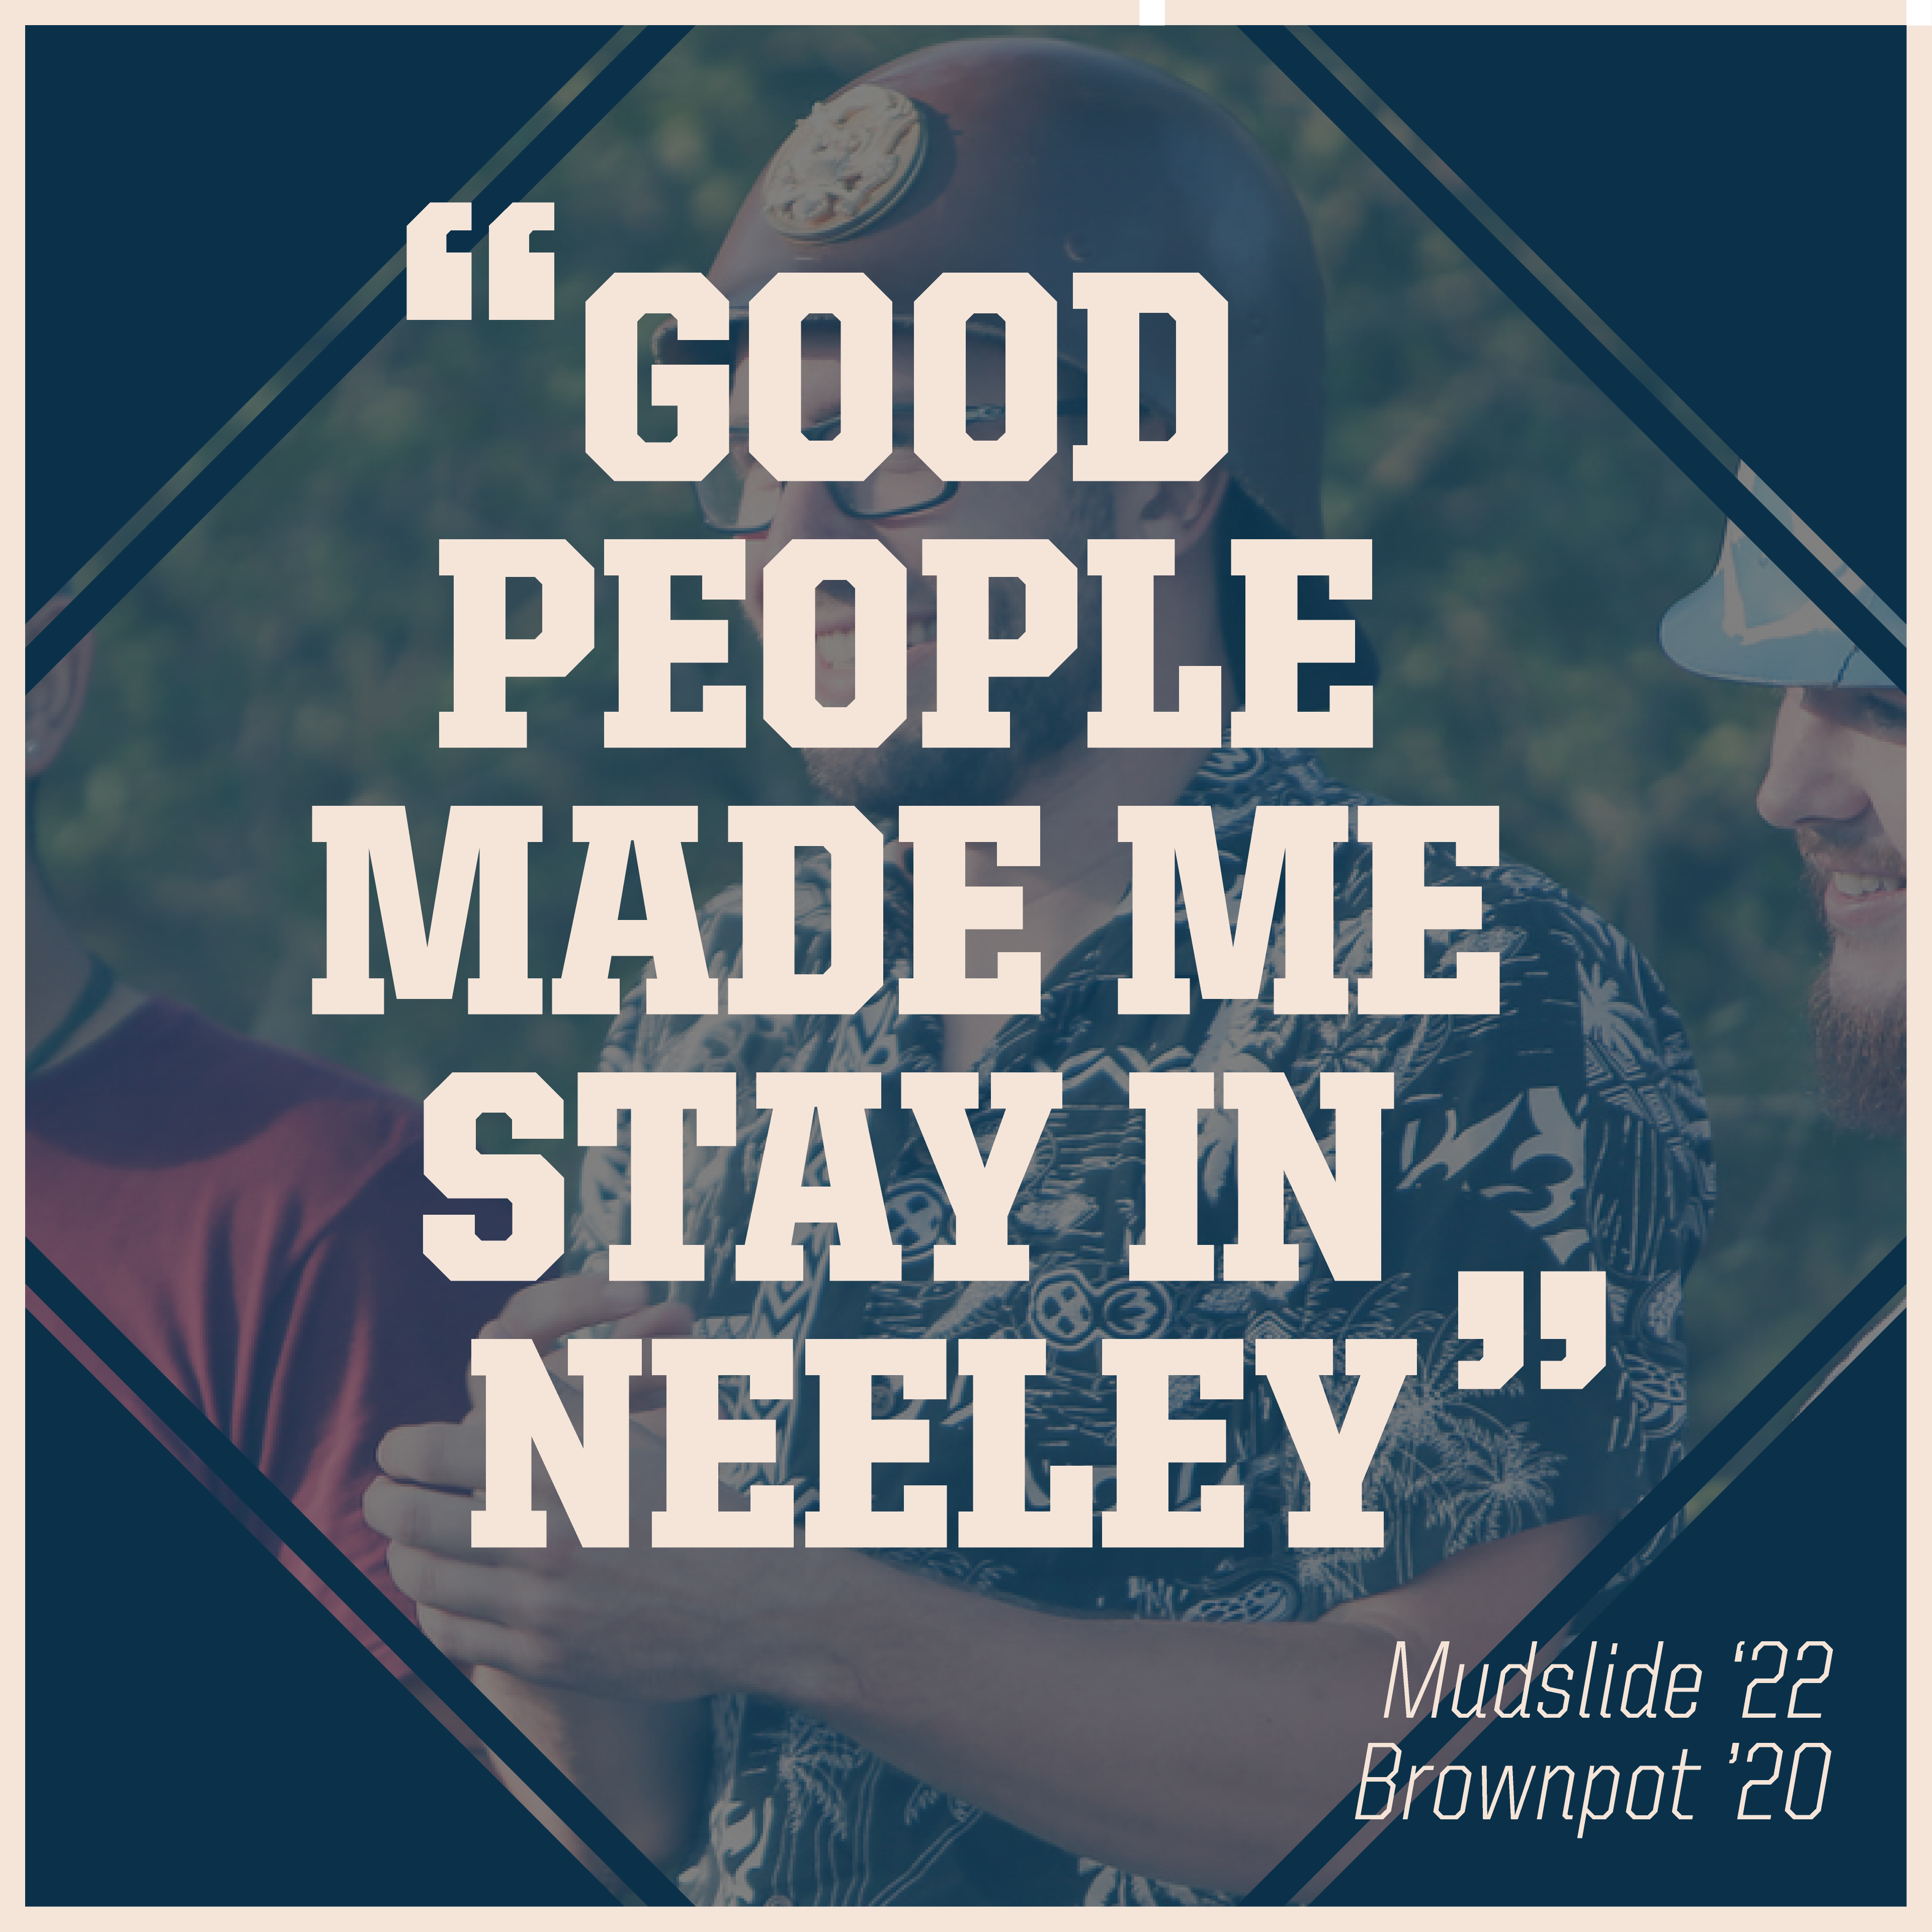 “GOOD
PEOPLE
MADE ME
STAY IN
NEELEY”
Mudslide ‘22
Brownpot ’20